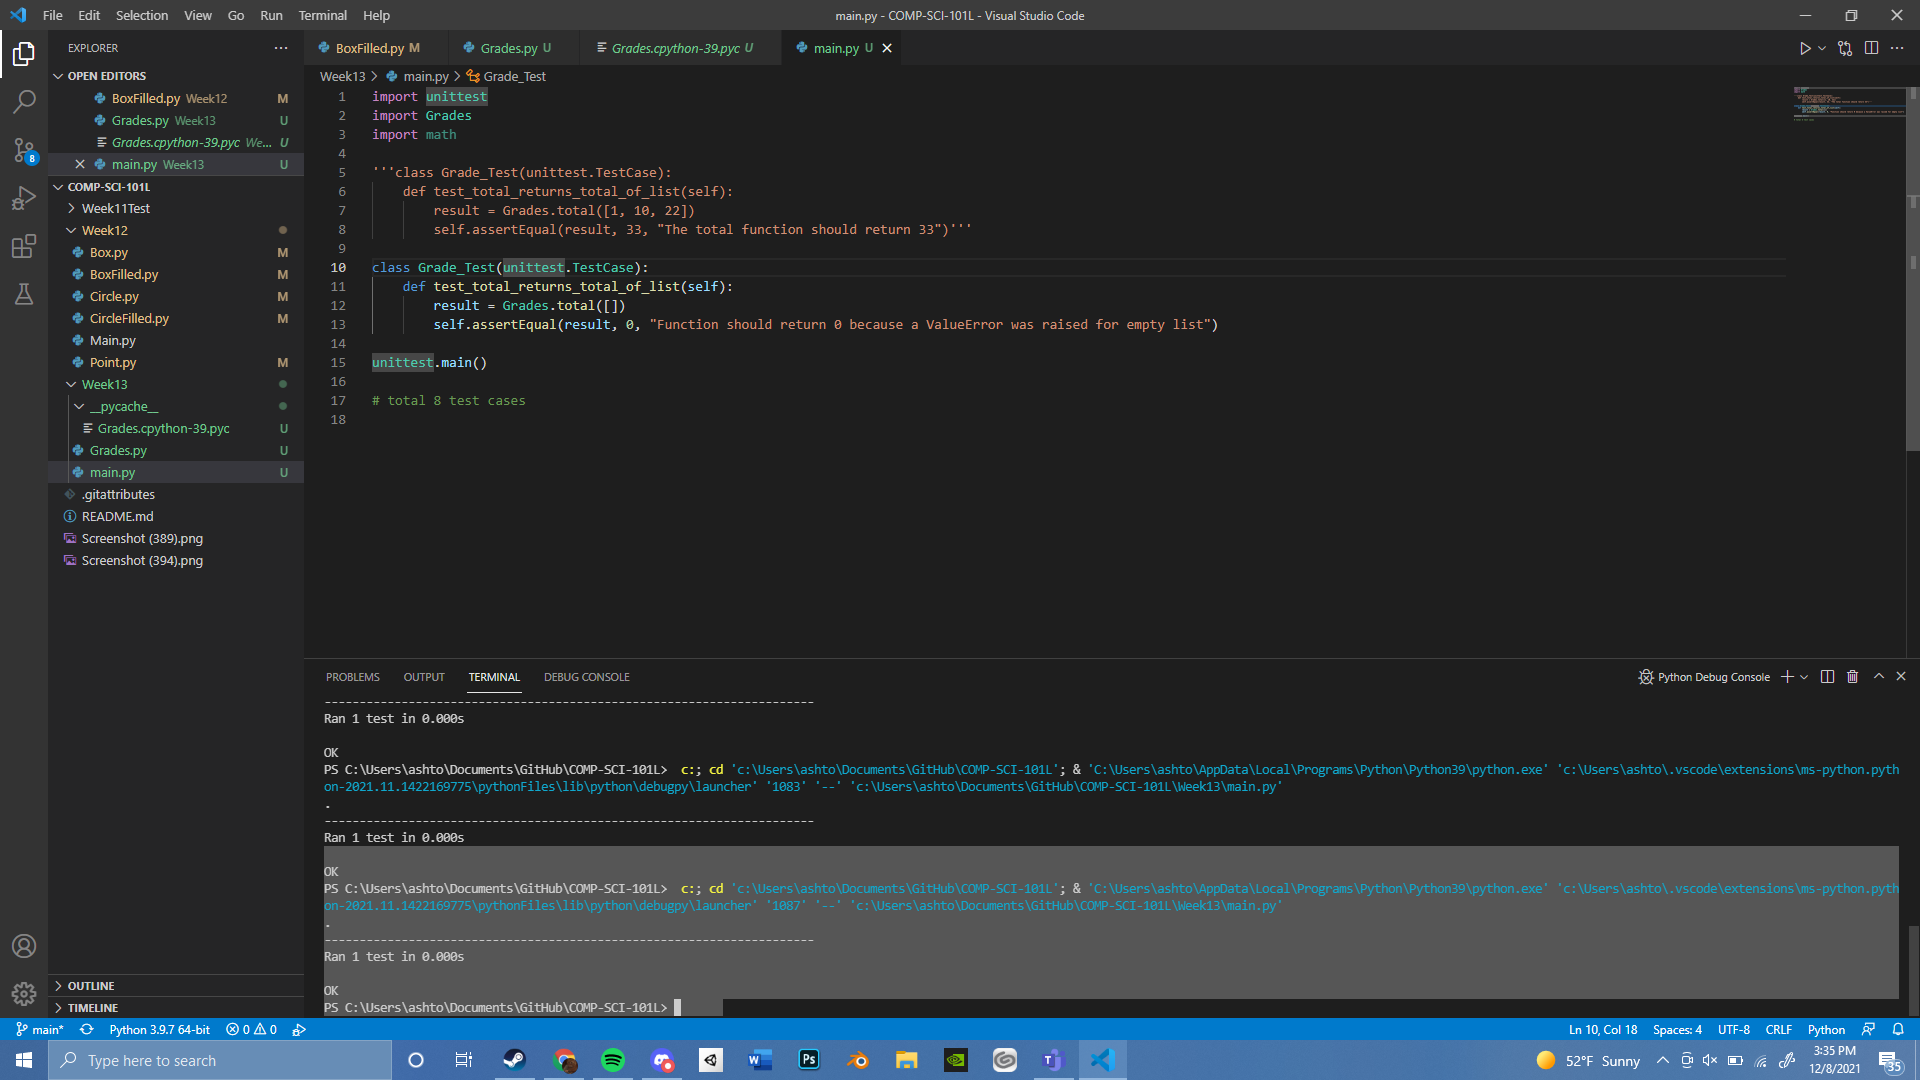 File Edit Selection View Go Run Terminal Help
main.py - COMP-SCI-101L - Visual Studio Code
EXPLORER
OPEN EDITORS
BoxFilled.py Week12 M
Grades.py Week13 U
Grades.cpython-39.pyc We... U
main.py Week13 U
COMP-SCI-101L
Week11Test
Week12
Box.py M
BoxFilled.py M
Circle.py M
CircleFilled.py M
Main.py
Point.py M
Week13
__pycache__
Grades.cpython-39.pyc U
Grades.py U
main.py U
.gitattributes
README.md
Screenshot (389).png
Screenshot (394).png
OUTLINE
TIMELINE
8
BoxFilled.py M Grades.py U Grades.cpython-39.pyc U main.py U
Week13 > main.py > Grade_Test
1 import unittest
2 import Grades
3 import math
4
5 '''class Grade_Test(unittest.TestCase):
6 def test_total_returns_total_of_list(self):
7 result = Grades.total([1, 10, 22])
8 self.assertEqual(result, 33, "The total function should return 33")'''
9
10 class Grade_Test(unittest.TestCase):
11 def test_total_returns_total_of_list(self):
12 result = Grades.total([])
13 self.assertEqual(result, 0, "Function should return 0 because a ValueError was raised for empty list")
14
15 unittest.main()
16
17 # total 8 test cases
18
PROBLEMS OUTPUT TERMINAL DEBUG CONSOLE
Python Debug Console
----------------------------------------------------------------------
Ran 1 test in 0.000s
OK
PS C:\Users\ashto\Documents\GitHub\COMP-SCI-101L> c:; cd 'c:\Users\ashto\Documents\GitHub\COMP-SCI-101L'; & 'C:\Users\ashto\AppData\Local\Programs\Python\Python39\python.exe' 'c:\Users\ashto\.vscode\extensions\ms-python.pyth
on-2021.11.1422169775\pythonFiles\lib\python\debugpy\launcher' '1083' '--' 'c:\Users\ashto\Documents\GitHub\COMP-SCI-101L\Week13\main.py'
.
----------------------------------------------------------------------
Ran 1 test in 0.000s
OK
PS C:\Users\ashto\Documents\GitHub\COMP-SCI-101L> c:; cd 'c:\Users\ashto\Documents\GitHub\COMP-SCI-101L'; & 'C:\Users\ashto\AppData\Local\Programs\Python\Python39\python.exe' 'c:\Users\ashto\.vscode\extensions\ms-python.pyth
on-2021.11.1422169775\pythonFiles\lib\python\debugpy\launcher' '1087' '--' 'c:\Users\ashto\Documents\GitHub\COMP-SCI-101L\Week13\main.py'
.
----------------------------------------------------------------------
Ran 1 test in 0.000s
OK
PS C:\Users\ashto\Documents\GitHub\COMP-SCI-101L>
main* Python 3.9.7 64-bit 0 0
Ln 10, Col 18 Spaces: 4 UTF-8 CRLF Python
Type here to search
W
Ps
52°F Sunny
3:35 PM
12/8/2021
35